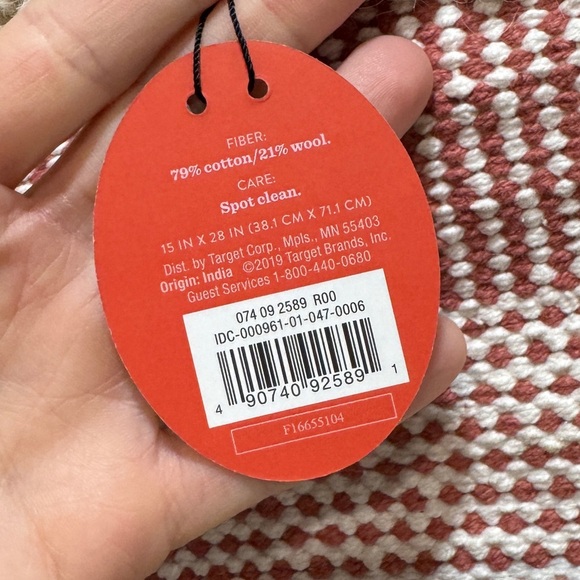 FIBER:
79% cotton/21% wool.
CARE:
Spot clean.
15 IN X 28 IN (38.1 CM X 71.1 CM)
Dist. by Target Corp., Mpls., MN 55403
Origin: India ©2019 Target Brands, Inc.
Guest Services 1-800-440-0680
074 09 2589 R00
IDC-000961-01-047-0006
4 90740 92589 1
F16655104